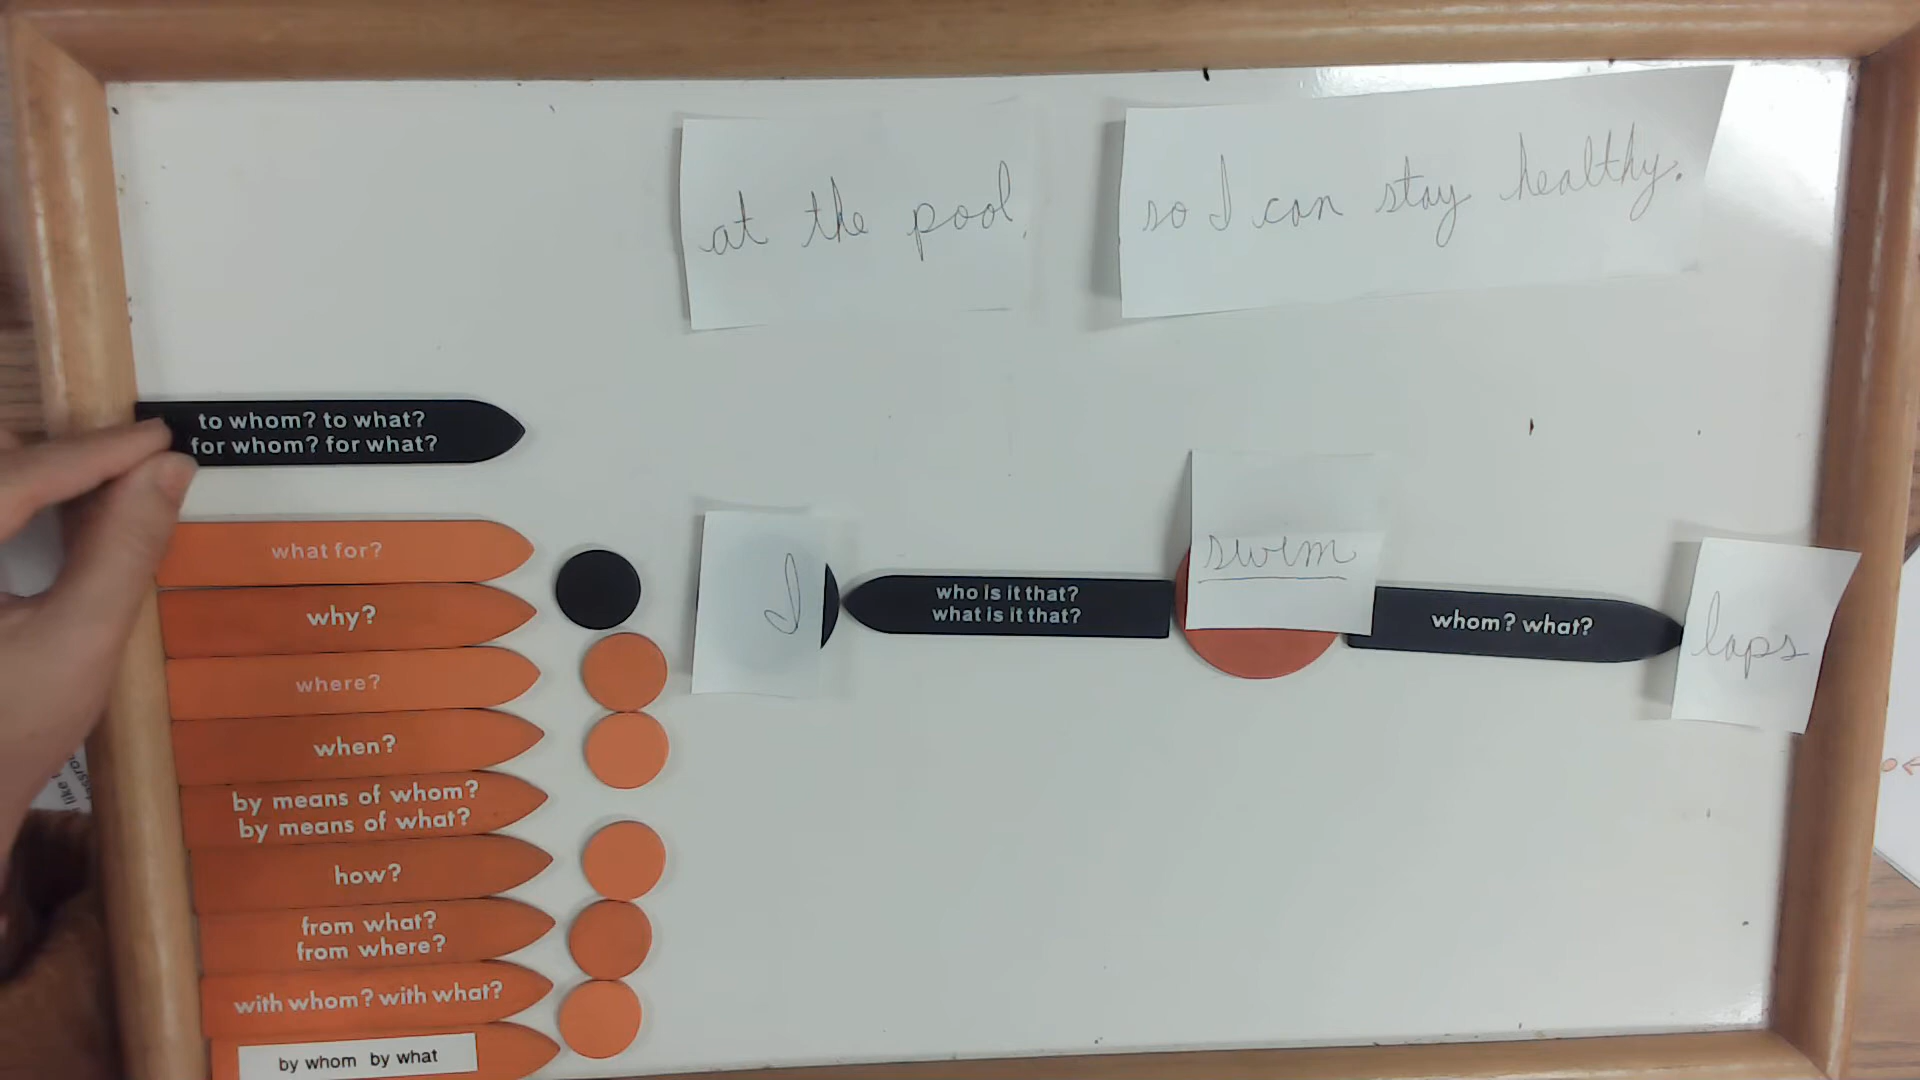 at the pool.
so I can stay healthy.
to whom? to what?
for whom? for what?
what for?
why?
where?
when?
by means of whom?
by means of what?
how?
from what?
from where?
with whom? with what?
by whom by what
I
who is it that?
what is it that?
swim
whom? what?
laps